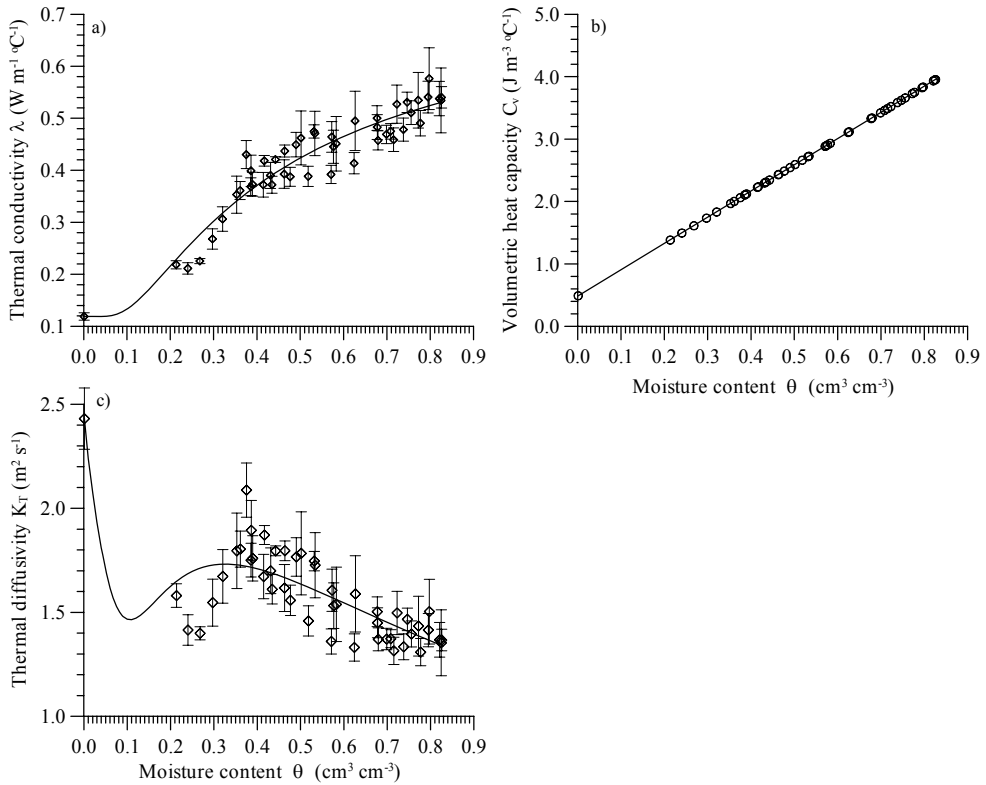 a)
Thermal conductivity λ (W m⁻¹ ºC⁻¹)
0.7
0.6
0.5
0.4
0.3
0.2
0.1
0.0 0.1 0.2 0.3 0.4 0.5 0.6 0.7 0.8 0.9
b)
Volumetric heat capacity Cᵥ (J m⁻³ ºC⁻¹)
5.0
4.0
3.0
2.0
1.0
0.0
0.0 0.1 0.2 0.3 0.4 0.5 0.6 0.7 0.8 0.9
Moisture content θ (cm³ cm⁻³)
c)
Thermal diffusivity K_T (m² s⁻¹)
2.5
2.0
1.5
1.0
0.0 0.1 0.2 0.3 0.4 0.5 0.6 0.7 0.8 0.9
Moisture content θ (cm³ cm⁻³)